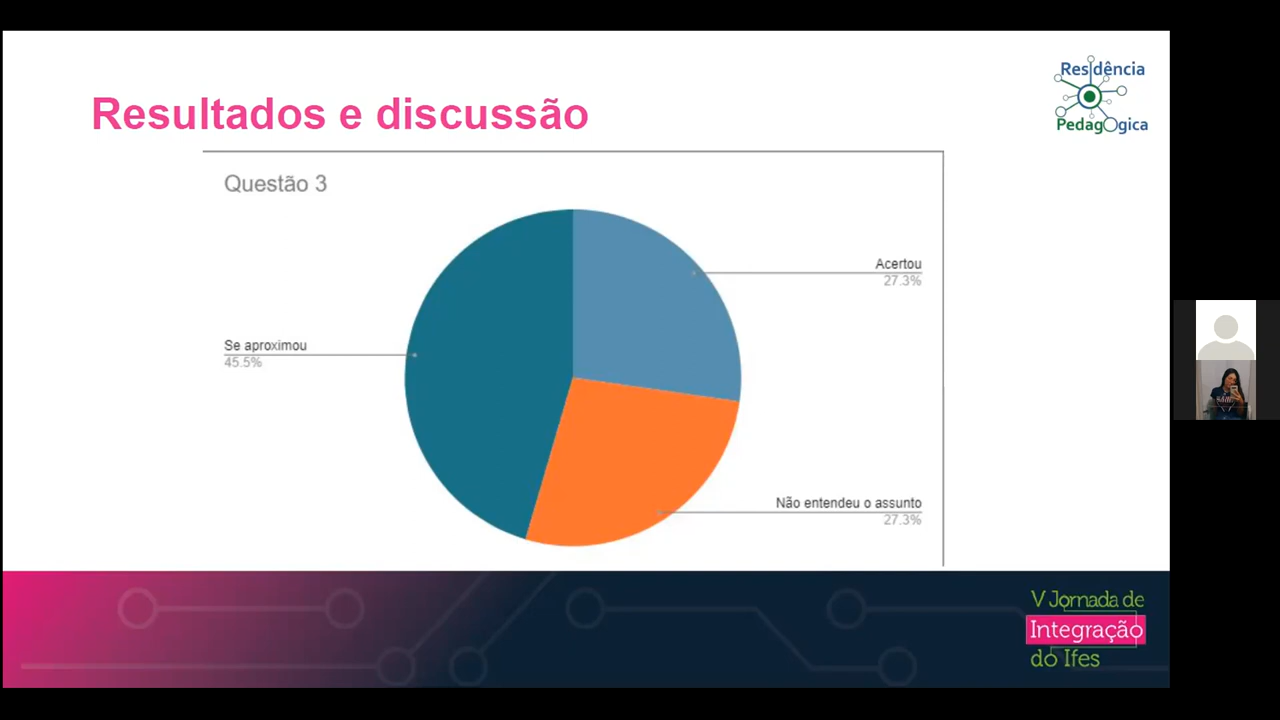 Resultados e discussão
Residência
PedagOgica
Questão 3
Acertou
27.3%
Se aproximou
45.5%
Não entendeu o assunto
27.3%
V Jornada de
Integração
do Ifes